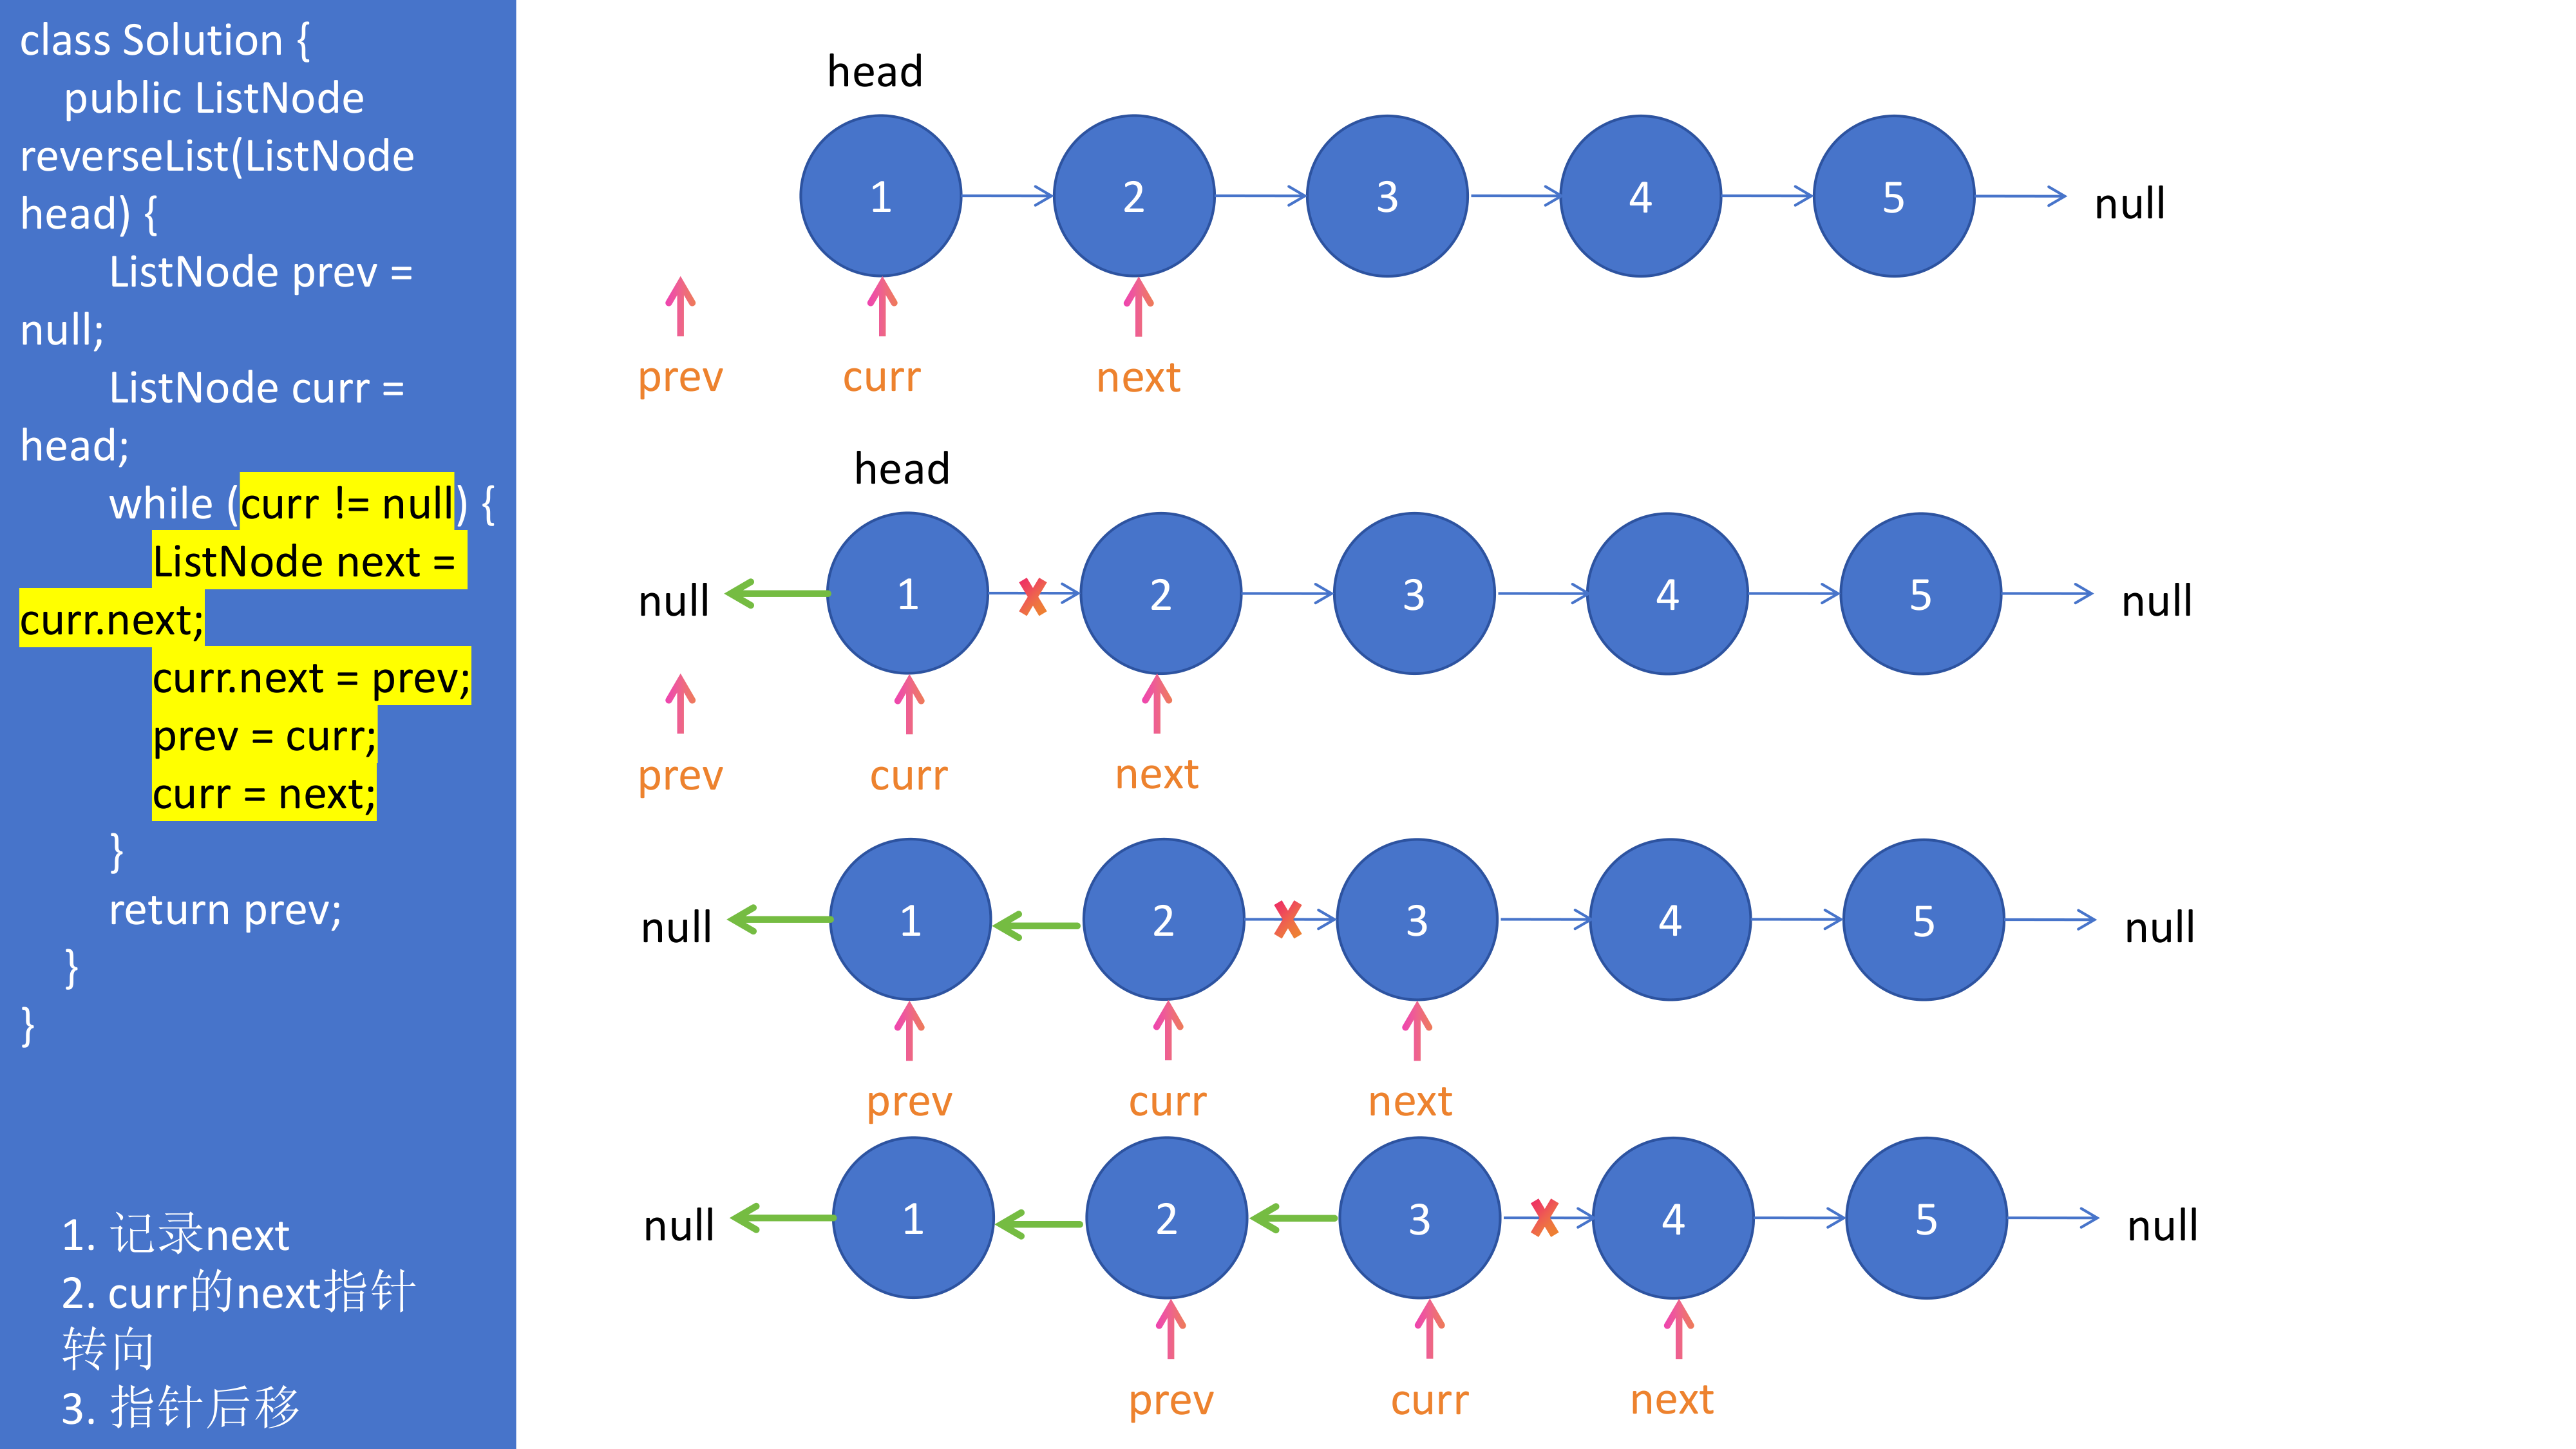 class Solution {
public ListNode
reverseList(ListNode
head) {
ListNode prev =
null;
ListNode curr =
head;
while (curr != null) {
ListNode next =
curr.next;
curr.next = prev;
prev = curr;
curr = next;
}
return prev;
}
}
1. 记录next
2. curr的next指针
转向
3. 指针后移
head
1 2 3 4 5 null
prev curr next
head
null 1 2 3 4 5 null
prev curr next
null 1 2 3 4 5 null
prev curr next
null 1 2 3 4 5 null
prev curr next